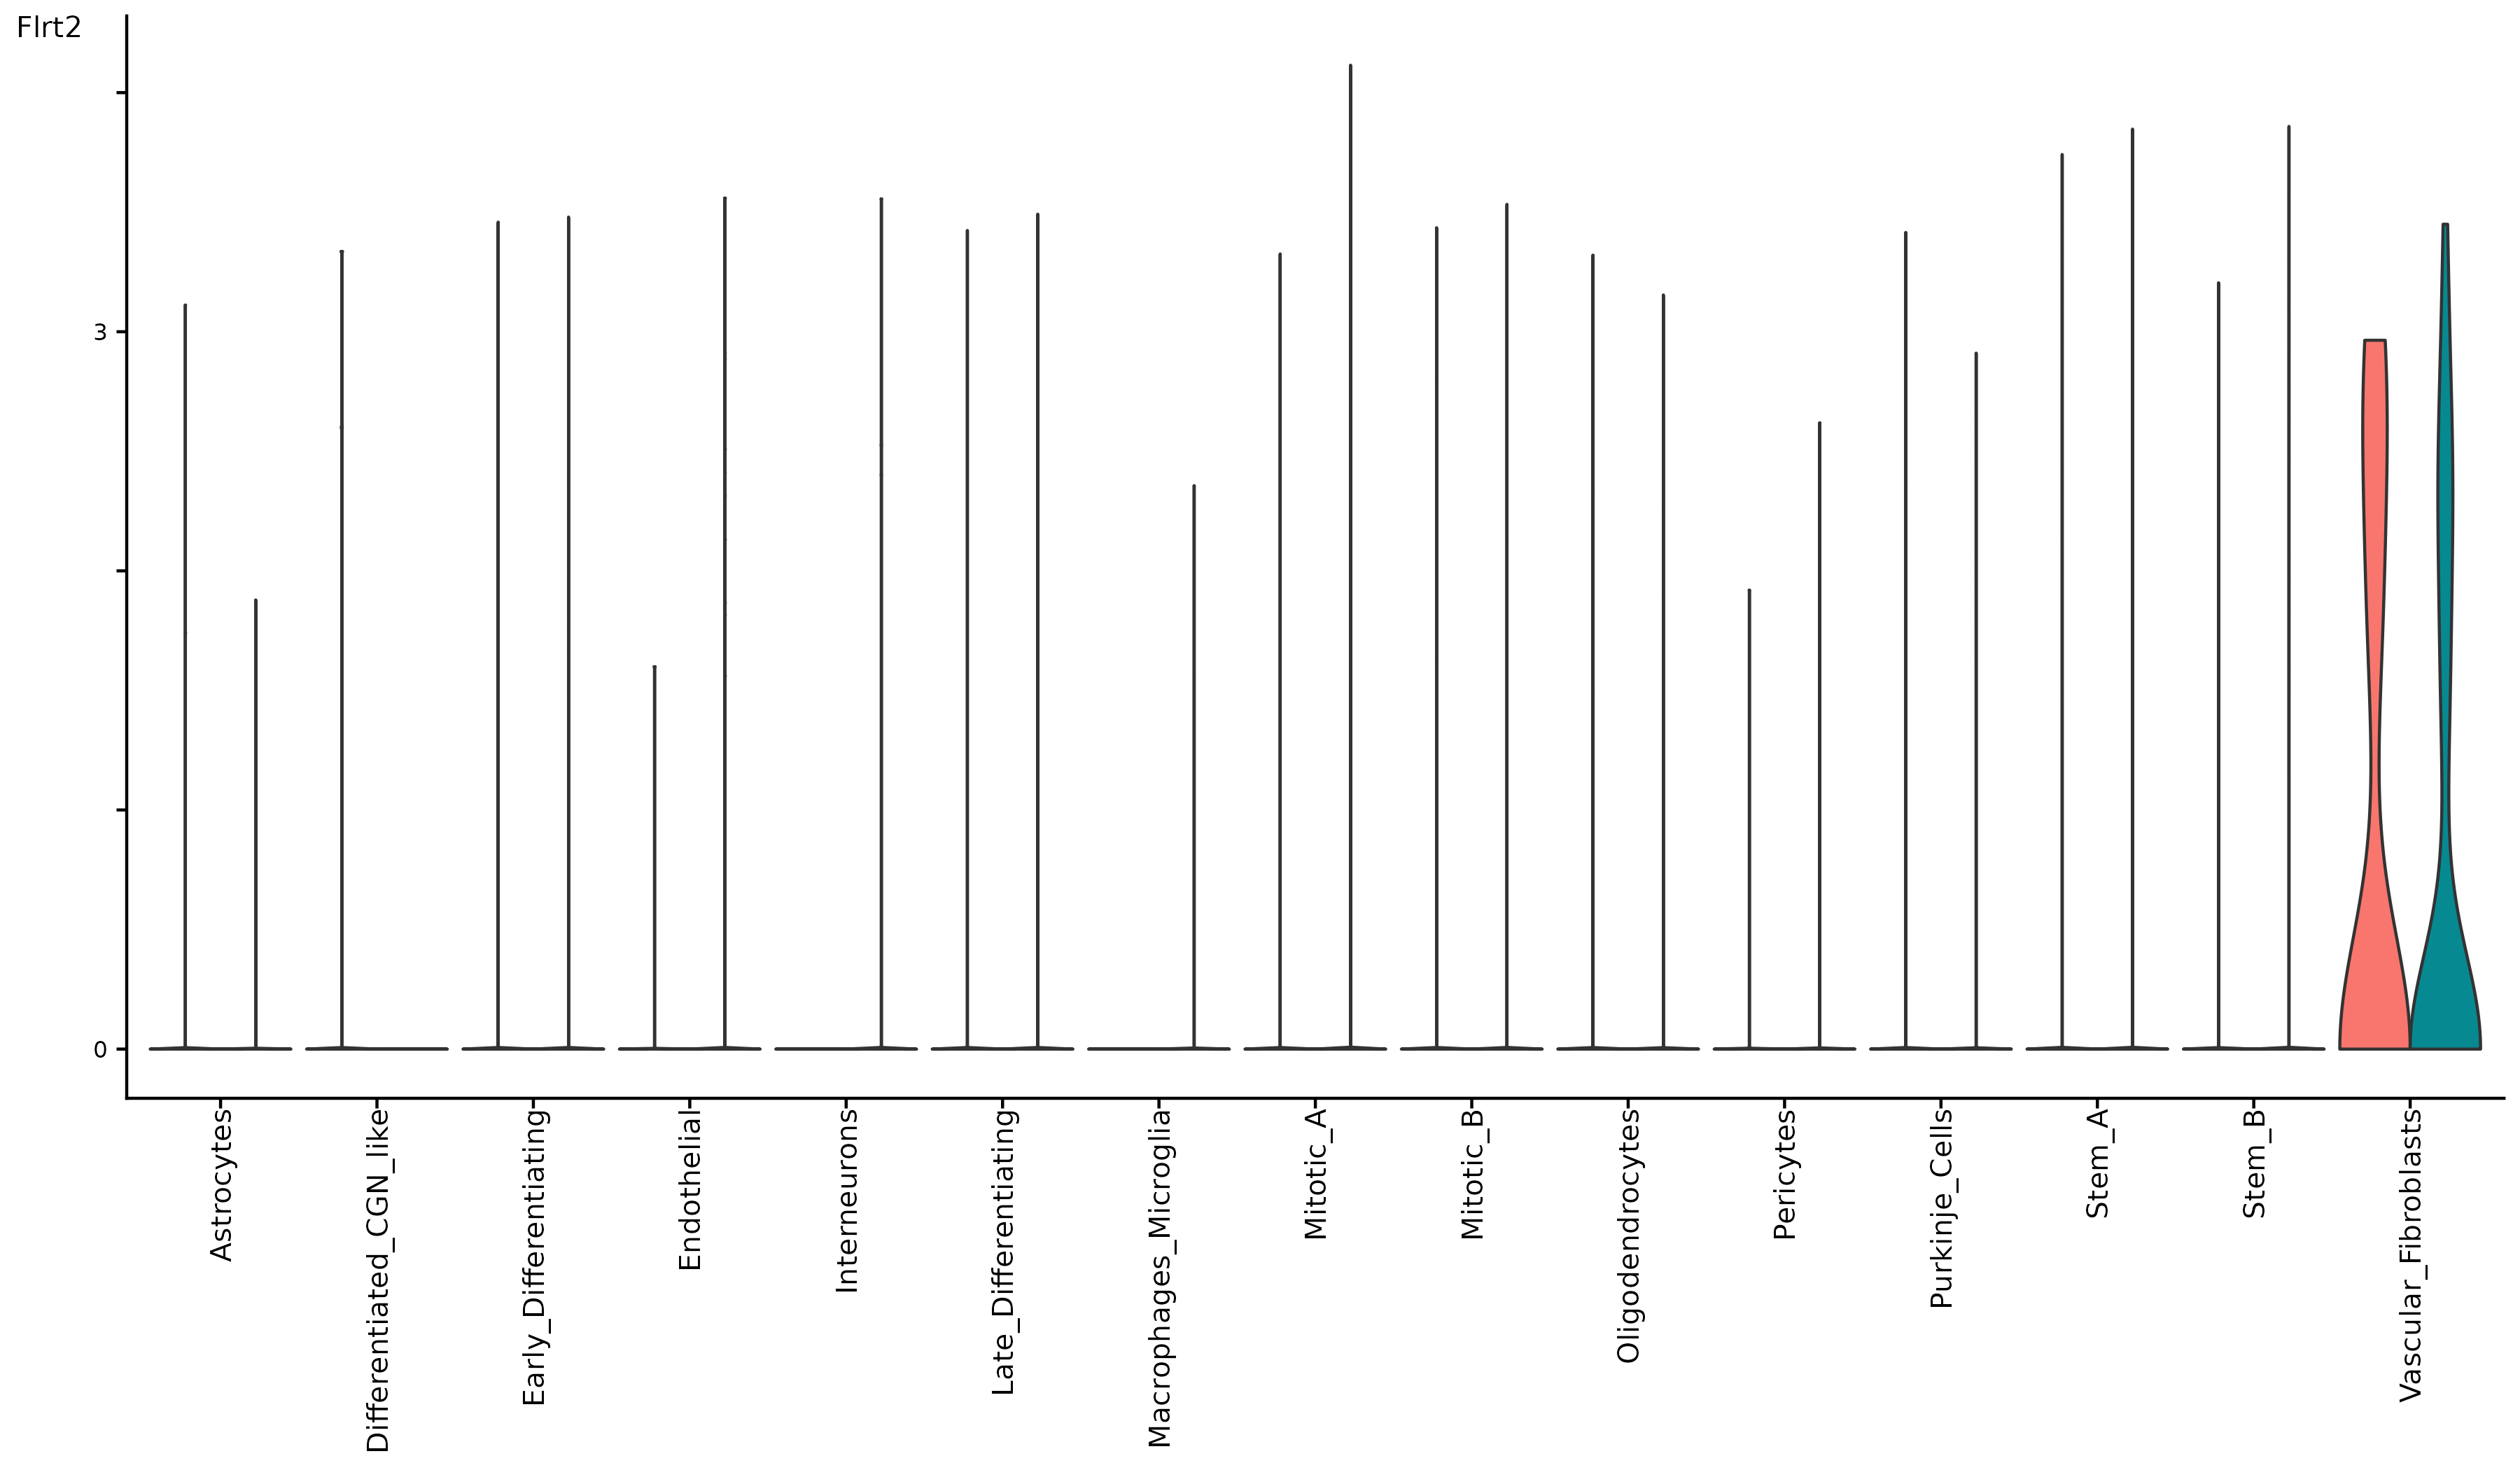 Flrt2
3
0
Astrocytes
Differentiated_CGN_like
Early_Differentiating
Endothelial
Interneurons
Late_Differentiating
Macrophages_Microglia
Mitotic_A
Mitotic_B
Oligodendrocytes
Pericytes
Purkinje_Cells
Stem_A
Stem_B
Vascular_Fibroblasts